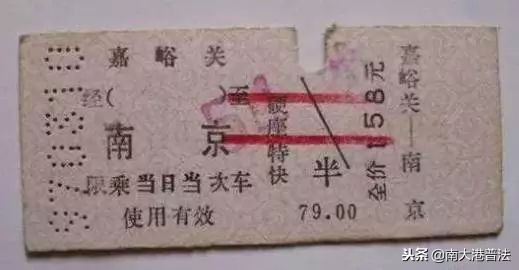 嘉峪关
经(　　)至
南京
限乘当日当次车
使用有效
硬座特快
半
79.00
全价158元
嘉峪关—南京
头条 @南大港普法